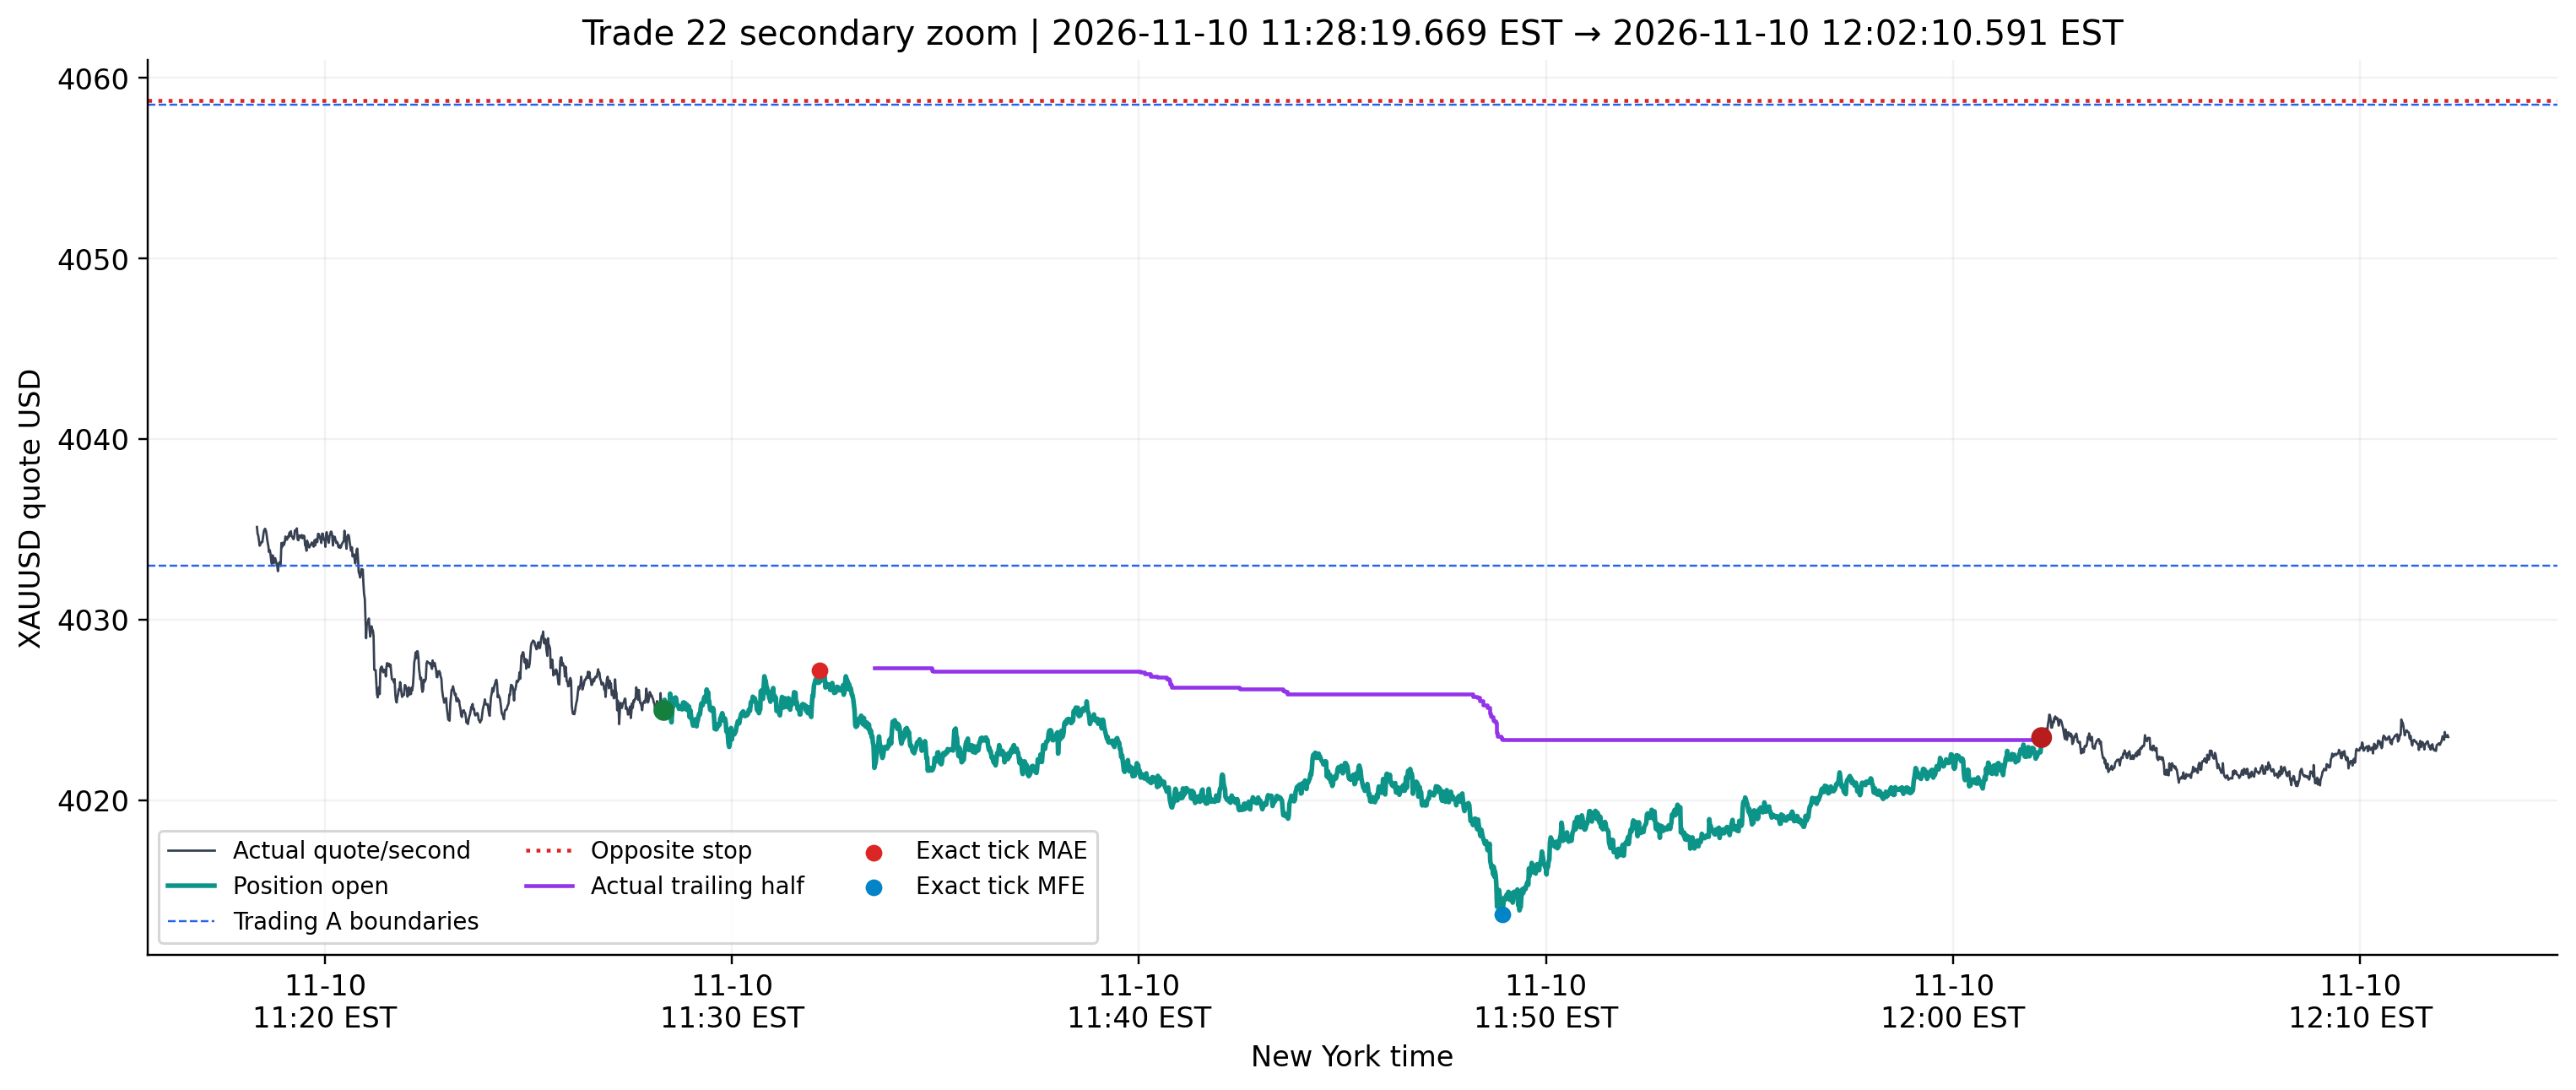 Trade 22 secondary zoom | 2026-11-10 11:28:19.669 EST → 2026-11-10 12:02:10.591 EST
XAUUSD quote USD
4060
4050
4040
4030
4020
Actual quote/second
Position open
Trading A boundaries
Opposite stop
Actual trailing half
Exact tick MAE
Exact tick MFE
11-10
11:20 EST
11-10
11:30 EST
11-10
11:40 EST
11-10
11:50 EST
11-10
12:00 EST
11-10
12:10 EST
New York time